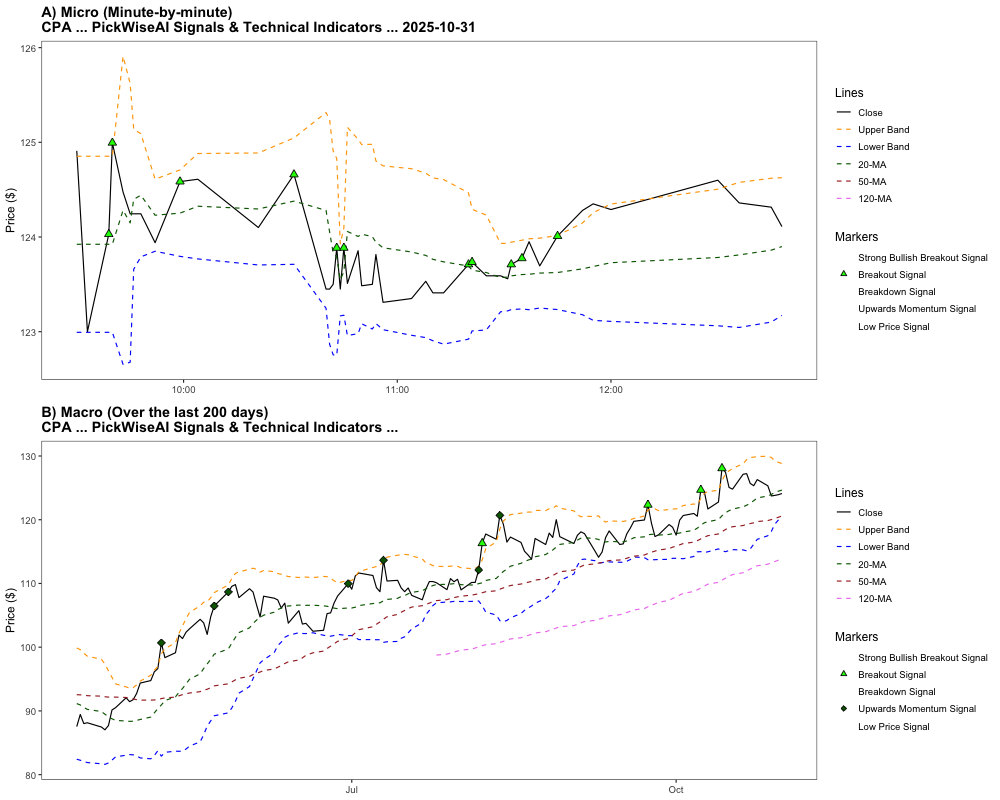 A) Micro (Minute-by-minute)
CPA ... PickWiseAI Signals & Technical Indicators ... 2025-10-31
126
125
124
123
Price ($)
10:00
11:00
12:00
Lines
Close
Upper Band
Lower Band
20-MA
50-MA
120-MA
Markers
Strong Bullish Breakout Signal
Breakout Signal
Breakdown Signal
Upwards Momentum Signal
Low Price Signal
B) Macro (Over the last 200 days)
CPA ... PickWiseAI Signals & Technical Indicators ...
130
120
110
100
90
80
Price ($)
Jul
Oct
Lines
Close
Upper Band
Lower Band
20-MA
50-MA
120-MA
Markers
Strong Bullish Breakout Signal
Breakout Signal
Breakdown Signal
Upwards Momentum Signal
Low Price Signal